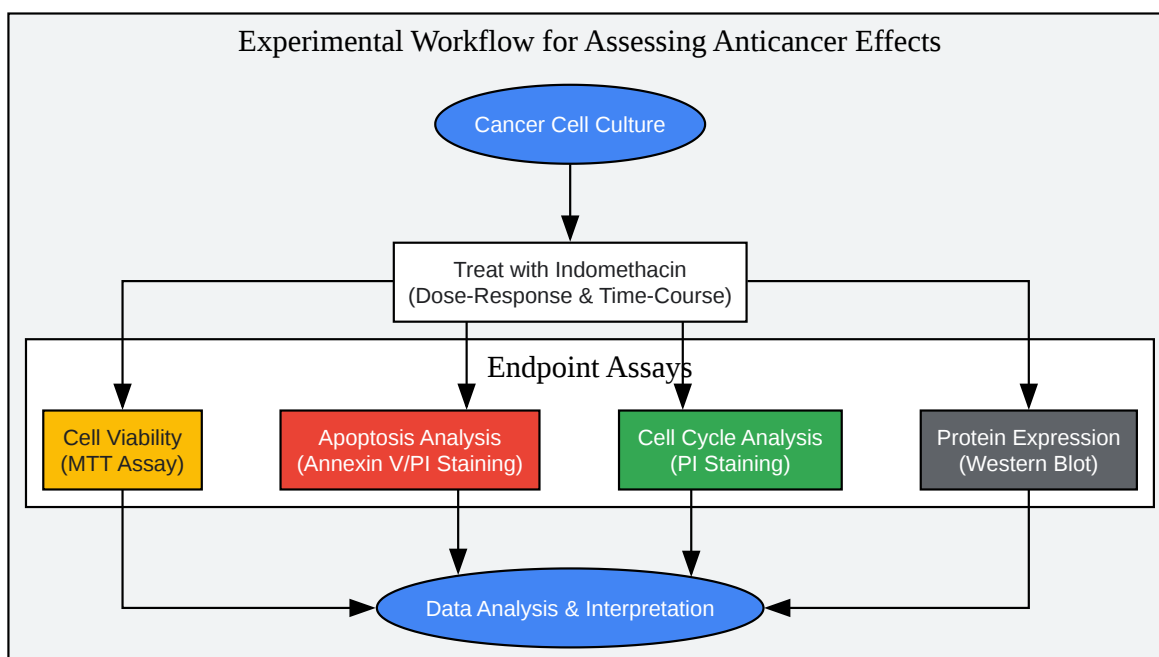 Experimental Workflow for Assessing Anticancer Effects
Cancer Cell Culture
Treat with Indomethacin
(Dose-Response & Time-Course)
Endpoint Assays
Cell Viability
(MTT Assay)
Apoptosis Analysis
(Annexin V/PI Staining)
Cell Cycle Analysis
(PI Staining)
Protein Expression
(Western Blot)
Data Analysis & Interpretation